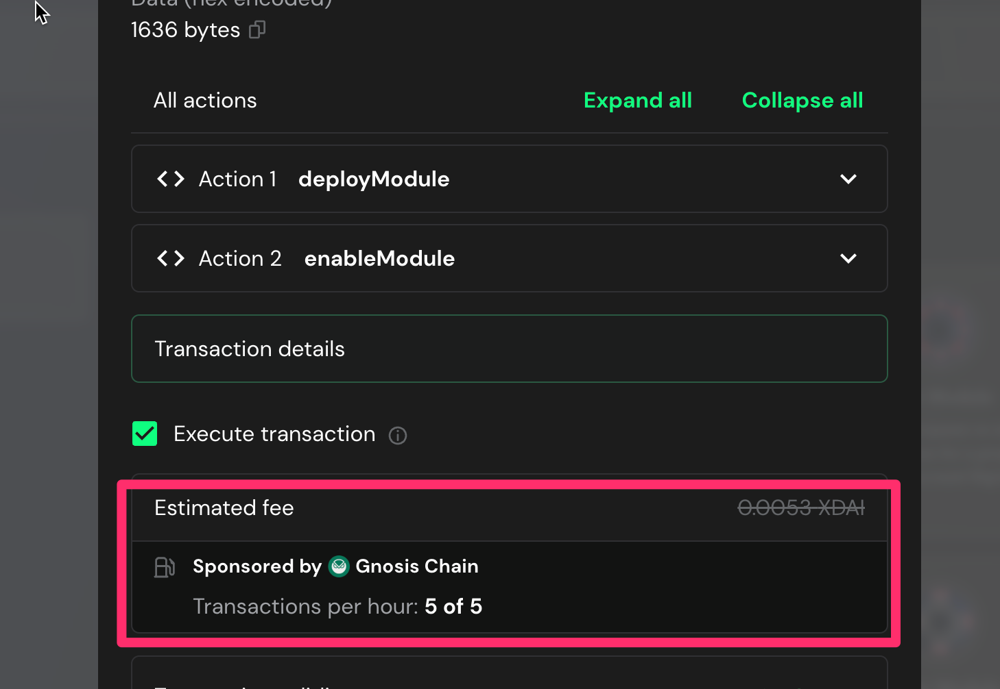 Data (hex encoded)
1636 bytes
All actions Expand all Collapse all
Action 1 deployModule
Action 2 enableModule
Transaction details
Execute transaction
Estimated fee 0.0053 XDAI
Sponsored by Gnosis Chain
Transactions per hour: 5 of 5